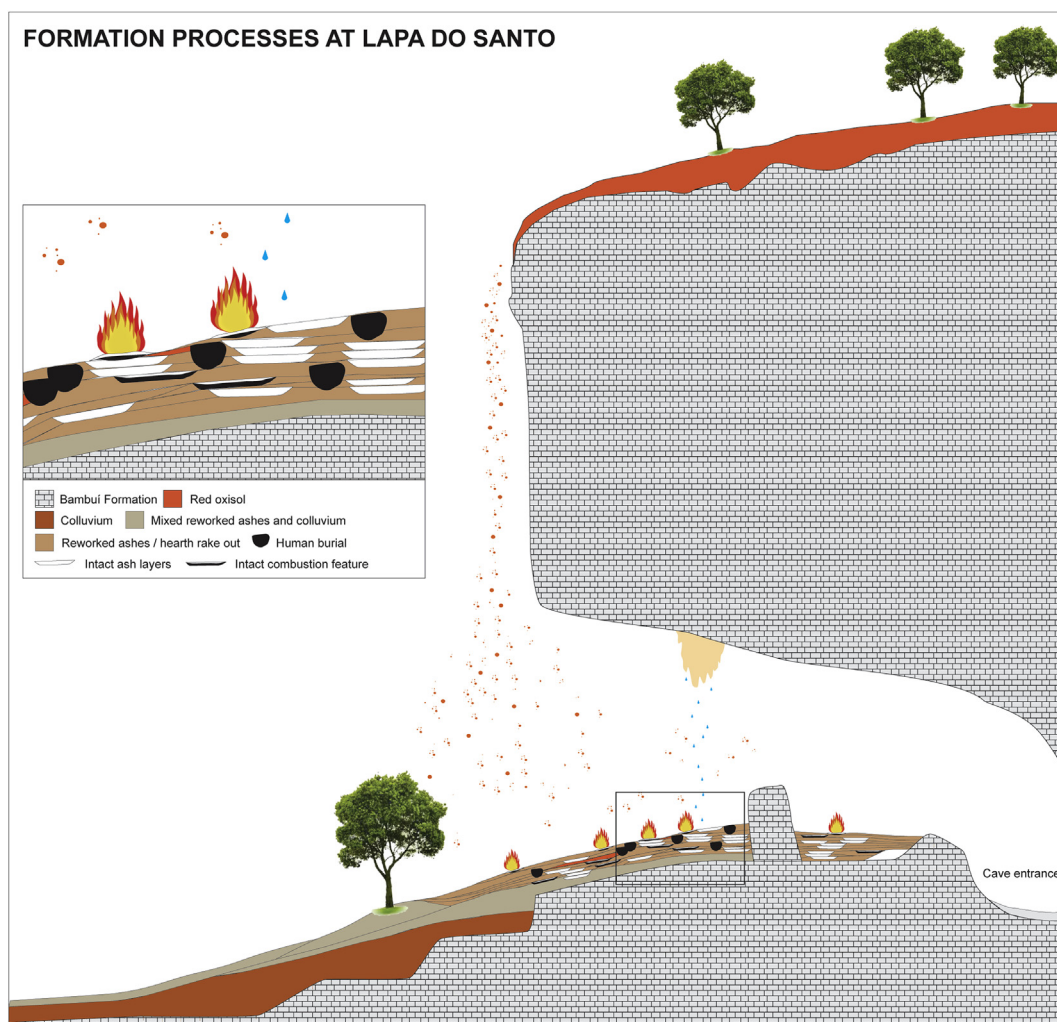 FORMATION PROCESSES AT LAPA DO SANTO
Bambuí Formation Red oxisol
Colluvium Mixed reworked ashes and colluvium
Reworked ashes / hearth rake out Human burial
Intact ash layers Intact combustion feature
Cave entrance